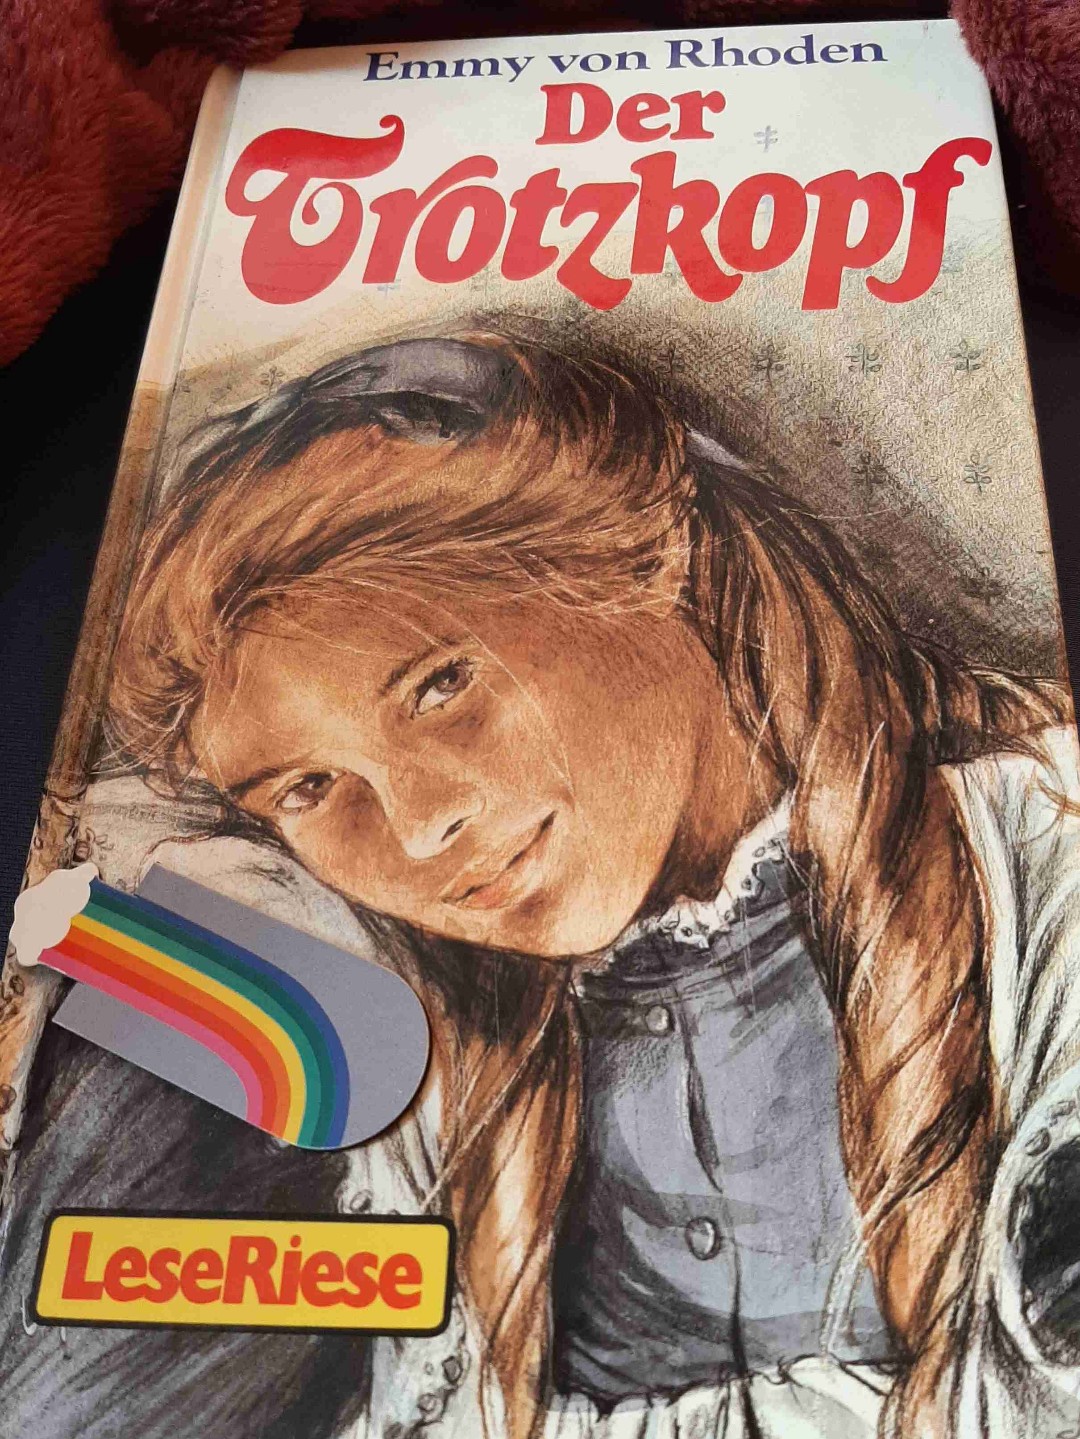 Emmy von Rhoden
Der
Trotzkopf
LeseRiese